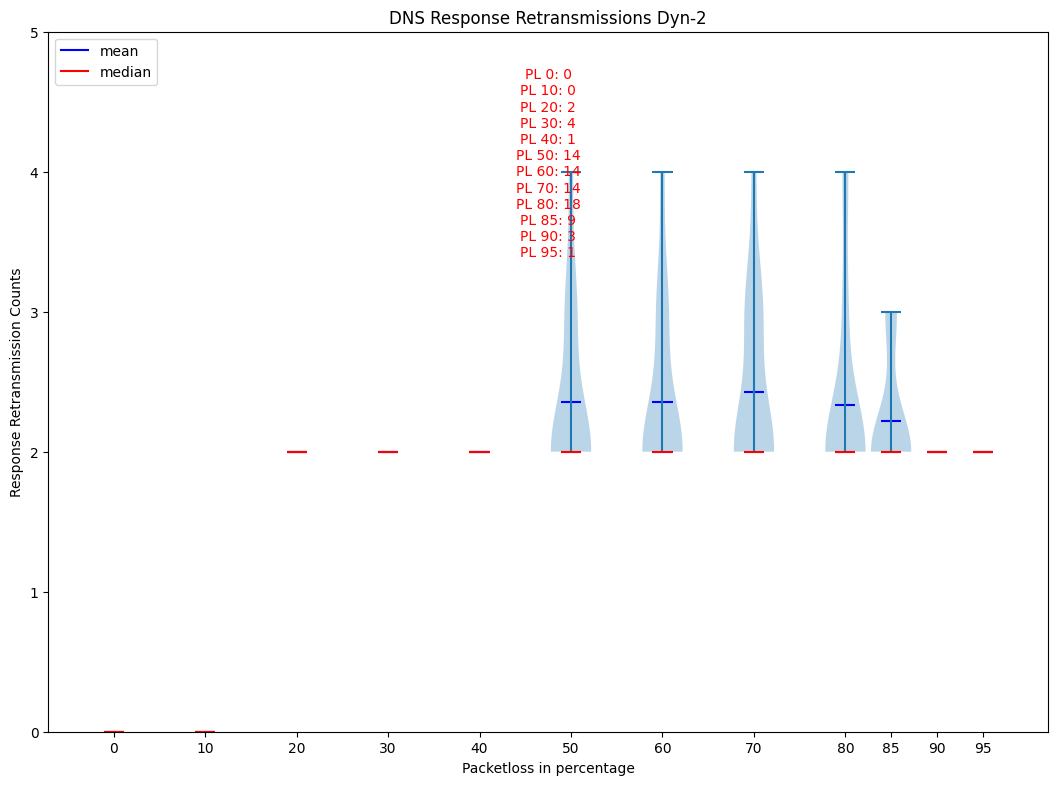 DNS Response Retransmissions Dyn-2
mean
median
PL 0: 0
PL 10: 0
PL 20: 2
PL 30: 4
PL 40: 1
PL 50: 14
PL 60: 14
PL 70: 14
PL 80: 18
PL 85: 9
PL 90: 3
PL 95: 1
5
4
3
2
1
0
Response Retransmission Counts
0 10 20 30 40 50 60 70 80 85 90 95
Packetloss in percentage